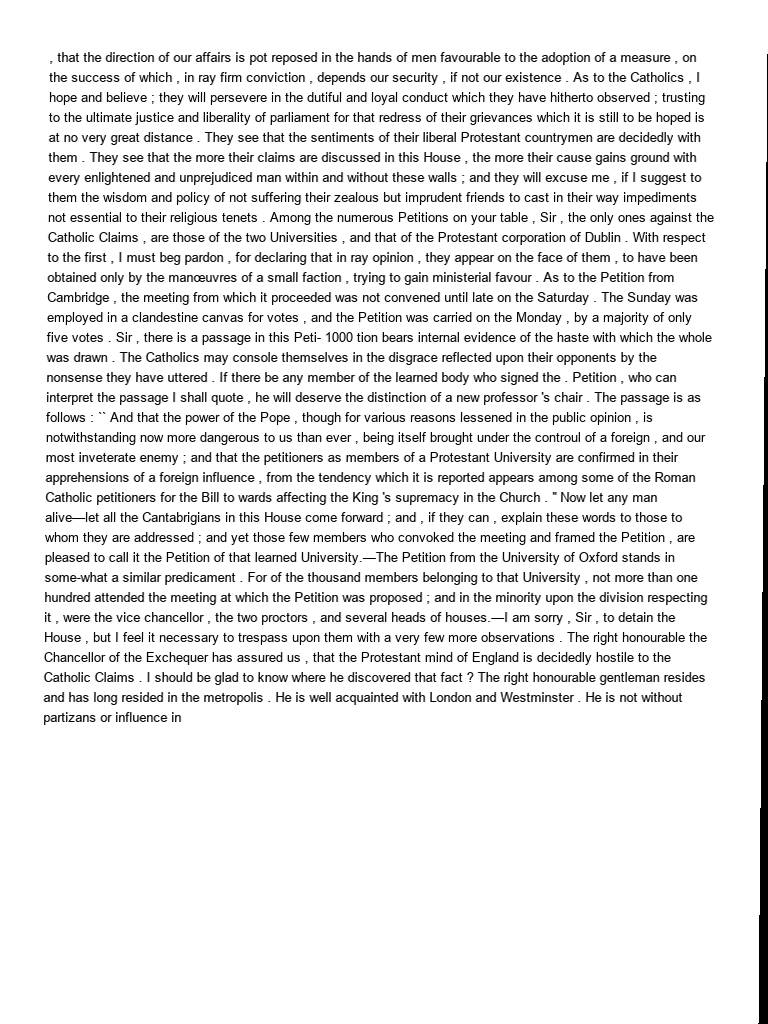 , that the direction of our affairs is pot reposed in the hands of men favourable to the adoption of a measure , on
the success of which , in ray firm conviction , depends our security , if not our existence . As to the Catholics , I
hope and believe ; they will persevere in the dutiful and loyal conduct which they have hitherto observed ; trusting
to the ultimate justice and liberality of parliament for that redress of their grievances which it is still to be hoped is
at no very great distance . They see that the sentiments of their liberal Protestant countrymen are decidedly with
them . They see that the more their claims are discussed in this House , the more their cause gains ground with
every enlightened and unprejudiced man within and without these walls ; and they will excuse me , if I suggest to
them the wisdom and policy of not suffering their zealous but imprudent friends to cast in their way impediments
not essential to their religious tenets . Among the numerous Petitions on your table , Sir , the only ones against the
Catholic Claims , are those of the two Universities , and that of the Protestant corporation of Dublin . With respect
to the first , I must beg pardon , for declaring that in ray opinion , they appear on the face of them , to have been
obtained only by the manœuvres of a small faction , trying to gain ministerial favour . As to the Petition from
Cambridge , the meeting from which it proceeded was not convened until late on the Saturday . The Sunday was
employed in a clandestine canvas for votes , and the Petition was carried on the Monday , by a majority of only
five votes . Sir , there is a passage in this Peti- 1000 tion bears internal evidence of the haste with which the whole
was drawn . The Catholics may console themselves in the disgrace reflected upon their opponents by the
nonsense they have uttered . If there be any member of the learned body who signed the . Petition , who can
interpret the passage I shall quote , he will deserve the distinction of a new professor 's chair . The passage is as
follows : `` And that the power of the Pope , though for various reasons lessened in the public opinion , is
notwithstanding now more dangerous to us than ever , being itself brought under the controul of a foreign , and our
most inveterate enemy ; and that the petitioners as members of a Protestant University are confirmed in their
apprehensions of a foreign influence , from the tendency which it is reported appears among some of the Roman
Catholic petitioners for the Bill to wards affecting the King 's supremacy in the Church . " Now let any man
alive—let all the Cantabrigians in this House come forward ; and , if they can , explain these words to those to
whom they are addressed ; and yet those few members who convoked the meeting and framed the Petition , are
pleased to call it the Petition of that learned University.—The Petition from the University of Oxford stands in
some-what a similar predicament . For of the thousand members belonging to that University , not more than one
hundred attended the meeting at which the Petition was proposed ; and in the minority upon the division respecting
it , were the vice chancellor , the two proctors , and several heads of houses.—I am sorry , Sir , to detain the
House , but I feel it necessary to trespass upon them with a very few more observations . The right honourable the
Chancellor of the Exchequer has assured us , that the Protestant mind of England is decidedly hostile to the
Catholic Claims . I should be glad to know where he discovered that fact ? The right honourable gentleman resides
and has long resided in the metropolis . He is well acquainted with London and Westminster . He is not without
partizans or influence in